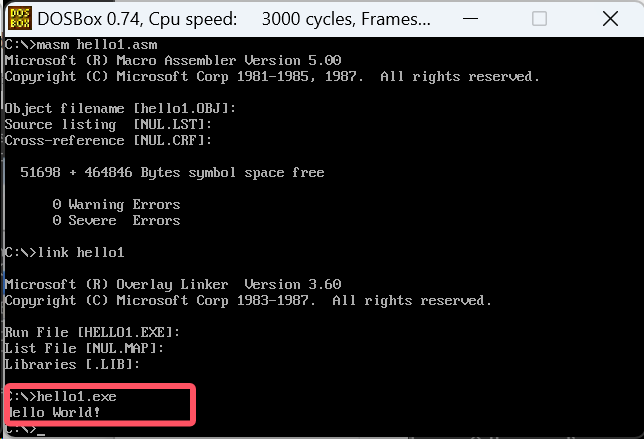 DOSBox 0.74, Cpu speed:    3000 cycles, Frames...
C:\>masm hello1.asm
Microsoft (R) Macro Assembler Version 5.00
Copyright (C) Microsoft Corp 1981-1985, 1987.  All rights reserved.
Object filename [hello1.OBJ]:
Source listing  [NUL.LST]:
Cross-reference [NUL.CRF]:
51698 + 464846 Bytes symbol space free
0 Warning Errors
0 Severe  Errors
C:\>link hello1
Microsoft (R) Overlay Linker  Version 3.60
Copyright (C) Microsoft Corp 1983-1987.  All rights reserved.
Run File [HELLO1.EXE]:
List File [NUL.MAP]:
Libraries [.LIB]:
C:\>hello1.exe
Hello World!
C:\>_